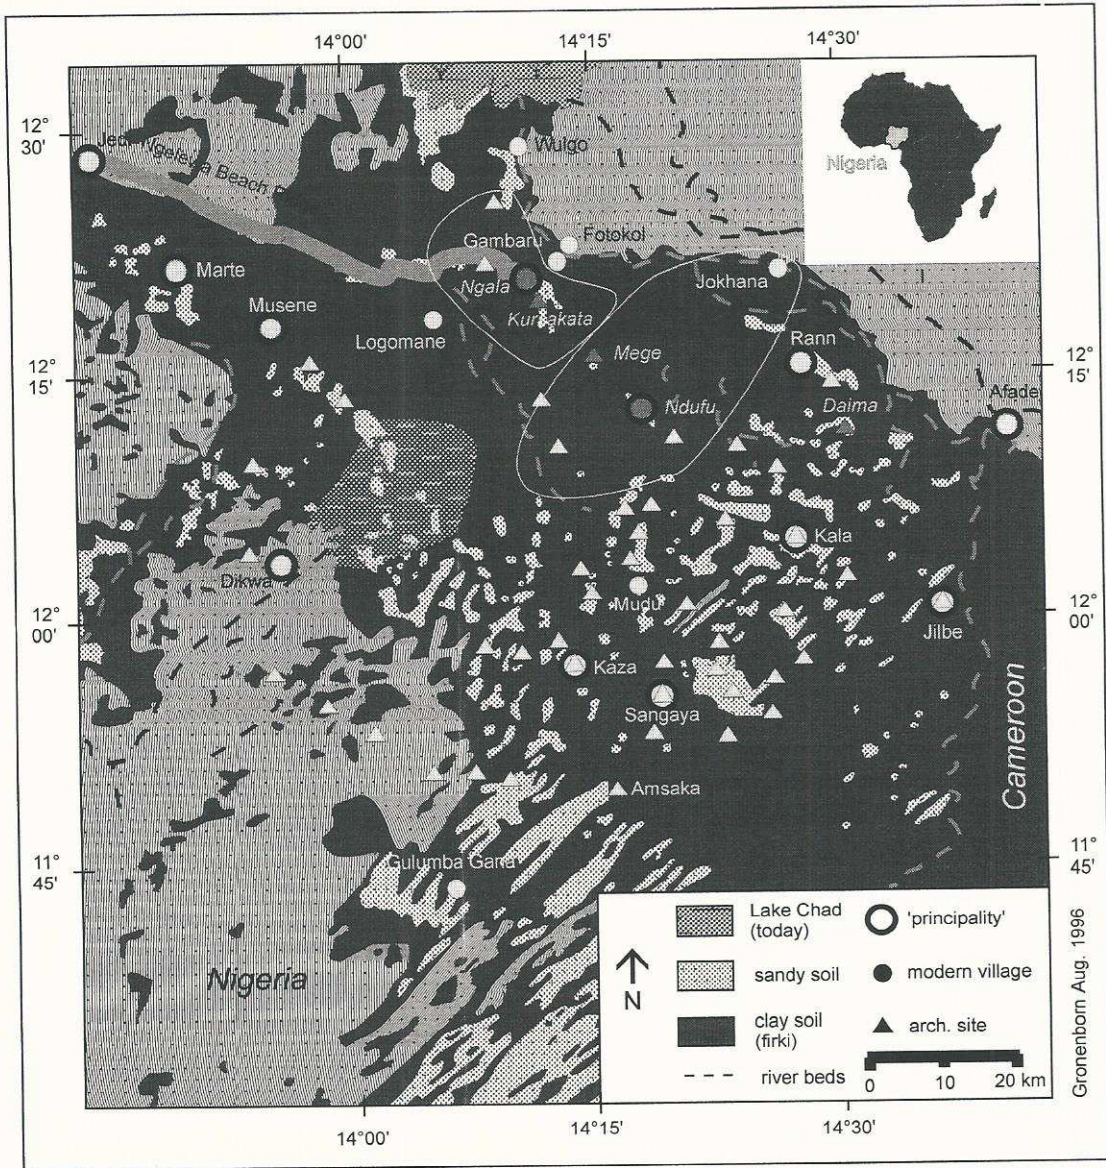 14°00'
14°15'
14°30'
12°
30'
Wulgo
Nigeria
Gambaru
Fotokol
Marte
Ngala
Jokhana
Musene
Kursakata
Logomane
Mege
Rann
12°
15'
12°
15'
Ndufu
Daima
Afade
Kala
Dikwa
Mudu
12°
00'
12°
00'
Jilbe
Kaza
Sangaya
Cameroon
Amsaka
11°
45'
11°
45'
Gulumba Gana
Nigeria
N
Lake Chad
(today)
sandy soil
clay soil
(firki)
river beds
'principality'
modern village
arch. site
0 10 20 km
Gronenborn Aug. 1996
14°00'
14°15'
14°30'